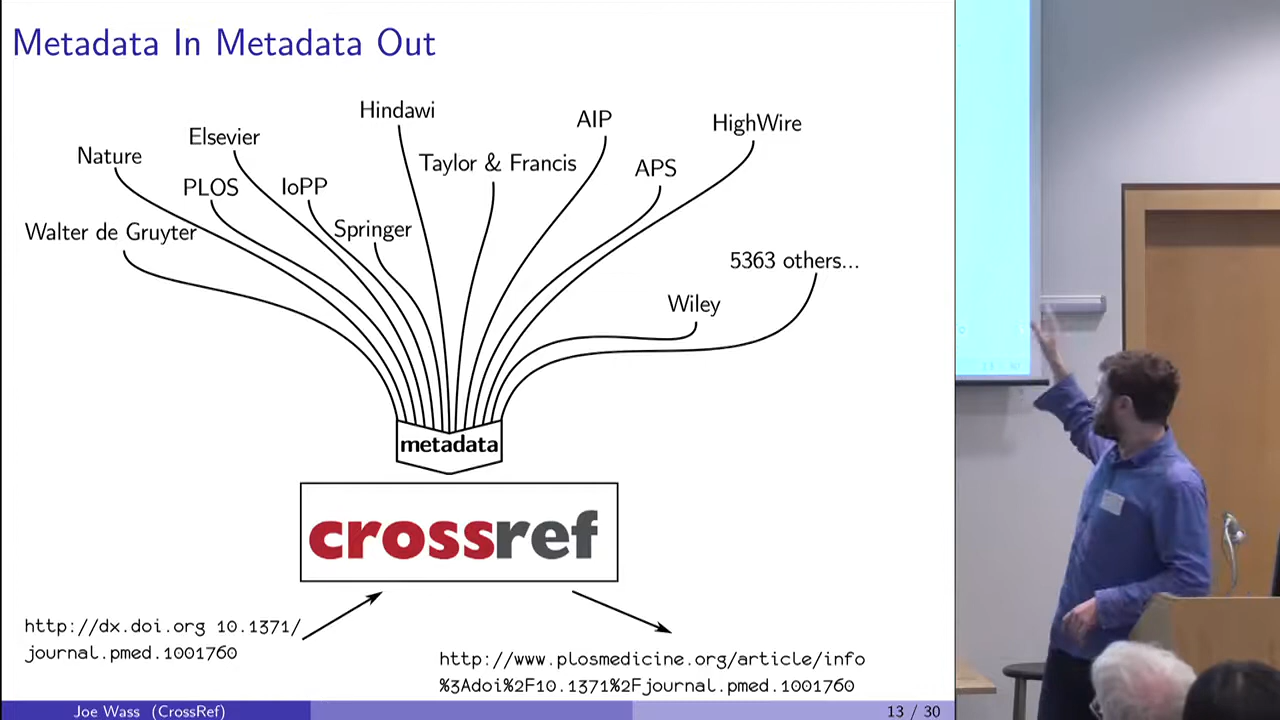 Metadata In Metadata Out
Hindawi
AIP
HighWire
Elsevier
Nature
Taylor & Francis
APS
PLOS
IoPP
Springer
Walter de Gruyter
5363 others...
Wiley
metadata
crossref
http://dx.doi.org 10.1371/
journal.pmed.1001760
http://www.plosmedicine.org/article/info
%3Adoi%2F10.1371%2Fjournal.pmed.1001760
Joe Wass (CrossRef)
13 / 30